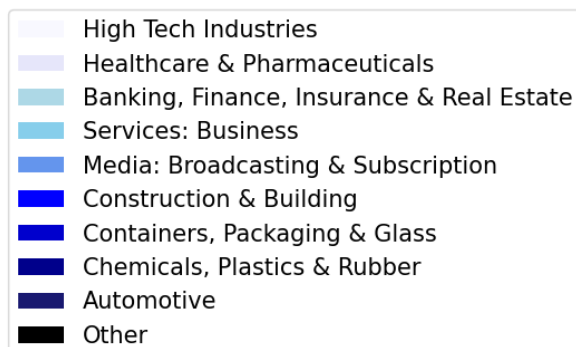 High Tech Industries
Healthcare & Pharmaceuticals
Banking, Finance, Insurance & Real Estate
Services: Business
Media: Broadcasting & Subscription
Construction & Building
Containers, Packaging & Glass
Chemicals, Plastics & Rubber
Automotive
Other